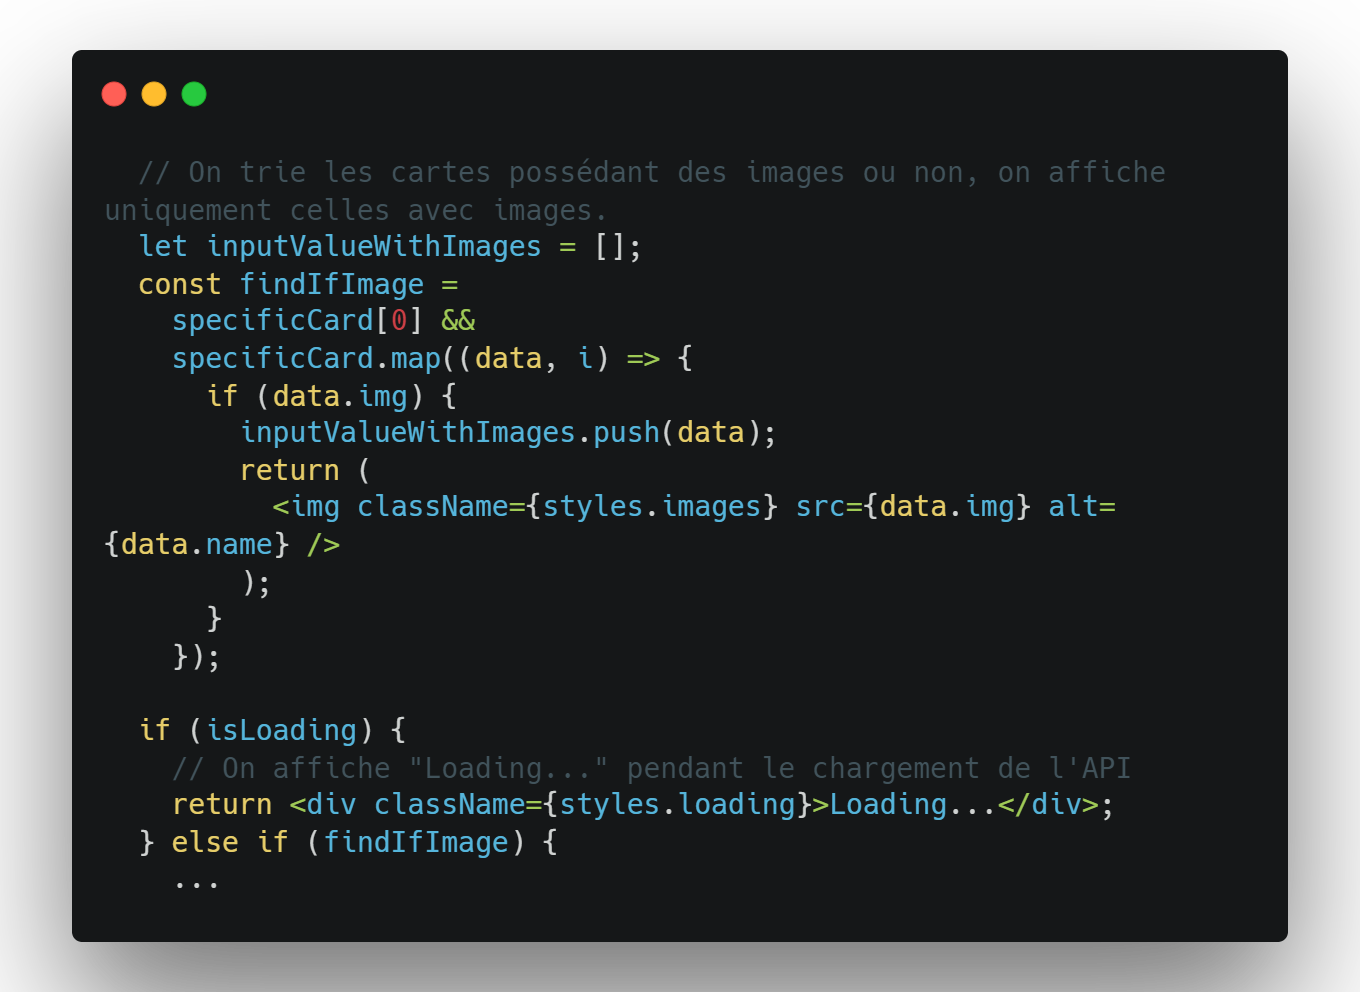 // On trie les cartes possédant des images ou non, on affiche
uniquement celles avec images.
  let inputValueWithImages = [];
  const findIfImage =
    specificCard[0] &&
    specificCard.map((data, i) => {
      if (data.img) {
        inputValueWithImages.push(data);
        return (
          <img className={styles.images} src={data.img} alt=
{data.name} />
        );
      }
    });

  if (isLoading) {
    // On affiche "Loading..." pendant le chargement de l'API
    return <div className={styles.loading}>Loading...</div>;
  } else if (findIfImage) {
    ...